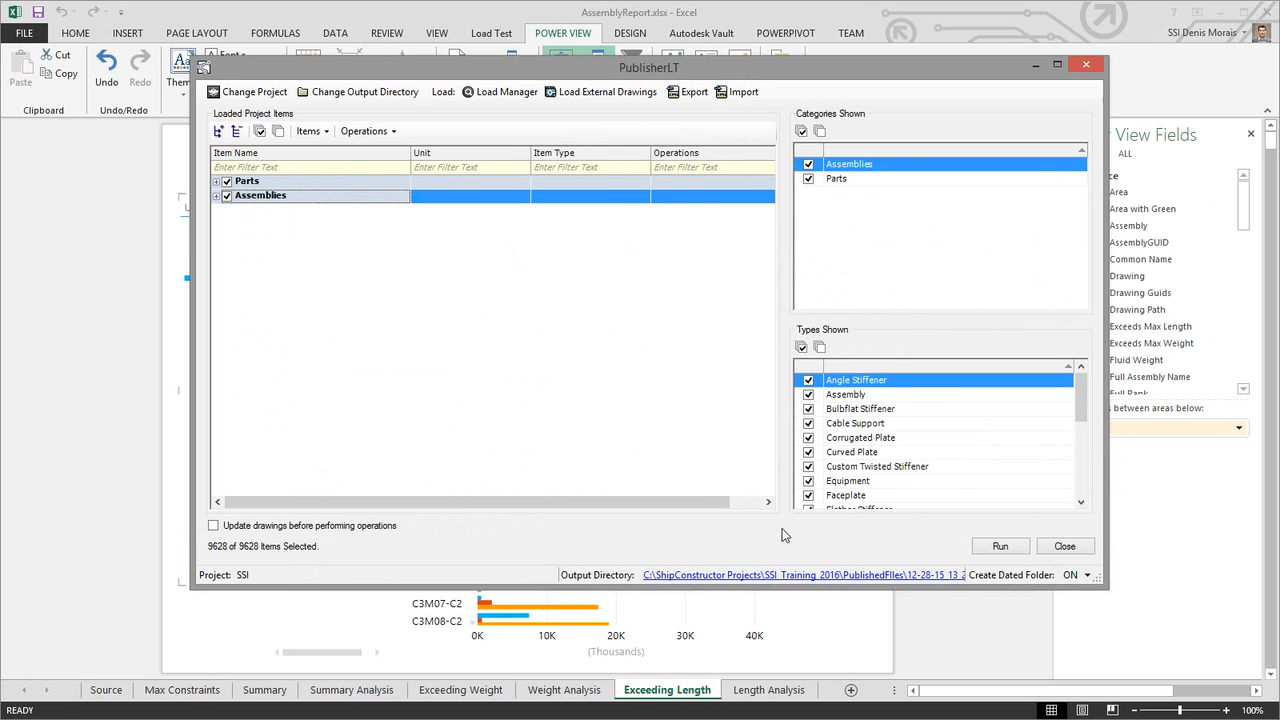 AssemblyReport.xlsx - Excel
FILE HOME INSERT PAGE LAYOUT FORMULAS DATA REVIEW VIEW Load Test POWER VIEW DESIGN Autodesk Vault POWERPIVOT TEAM SSI Denis Morais
Paste Cut Copy Undo Redo
Clipboard Undo/Redo
PublisherLT
Change Project Change Output Directory Load: Load Manager Load External Drawings Export Import
Loaded Project Items
Items Operations
Item Name Unit Item Type Operations
Enter Filter Text Enter Filter Text Enter Filter Text Enter Filter Text
Parts
Assemblies
Categories Shown
Assemblies
Parts
Types Shown
Angle Stiffener
Assembly
Bulbflat Stiffener
Cable Support
Corrugated Plate
Curved Plate
Custom Twisted Stiffener
Equipment
Faceplate
Update drawings before performing operations
9628 of 9628 Items Selected.
Run Close
Project: SSI Output Directory: C:\ShipConstructor Projects\SSI_Training_2016\PublishedFIles\12-28-15_13_2 Create Dated Folder: ON
View Fields
ALL
Area
Area with Green
Assembly
AssemblyGUID
Common Name
Drawing
Drawing Guids
Drawing Path
Exceeds Max Length
Exceeds Max Weight
Fluid Weight
Full Assembly Name
s between areas below:
C3M07-C2
C3M08-C2
0K 10K 20K 30K 40K
(Thousands)
Source Max Constraints Summary Summary Analysis Exceeding Weight Weight Analysis Exceeding Length Length Analysis
READY 100%